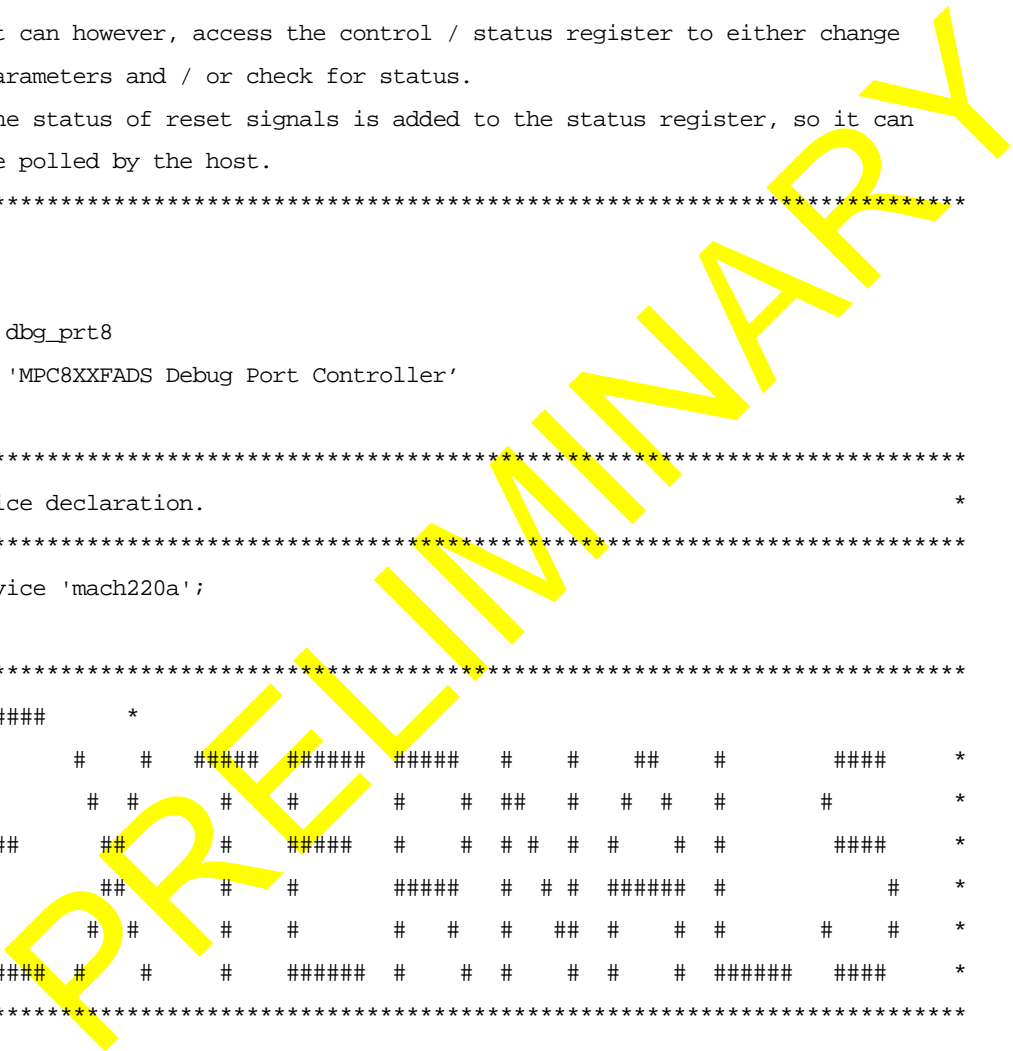 t can however, access the control / status register to either change
arameters and / or check for status.
he status of reset signals is added to the status register, so it can
e polled by the host.
*************************************************************************
dbg_prt8
'MPC8XXFADS Debug Port Controller’
*************************************************************************
ice declaration. *
*************************************************************************
vice 'mach220a';
*************************************************************************
#### *
# # ##### ###### ##### # # ## # #### *
# # # # # # ## # # # # # *
## ## # ##### # # # # # # # # #### *
## # # ##### # # # ###### # # *
# # # # # # # ## # # # # # *
#### # # # ###### # # # # # # ###### #### *
*************************************************************************
PRELIMINARY